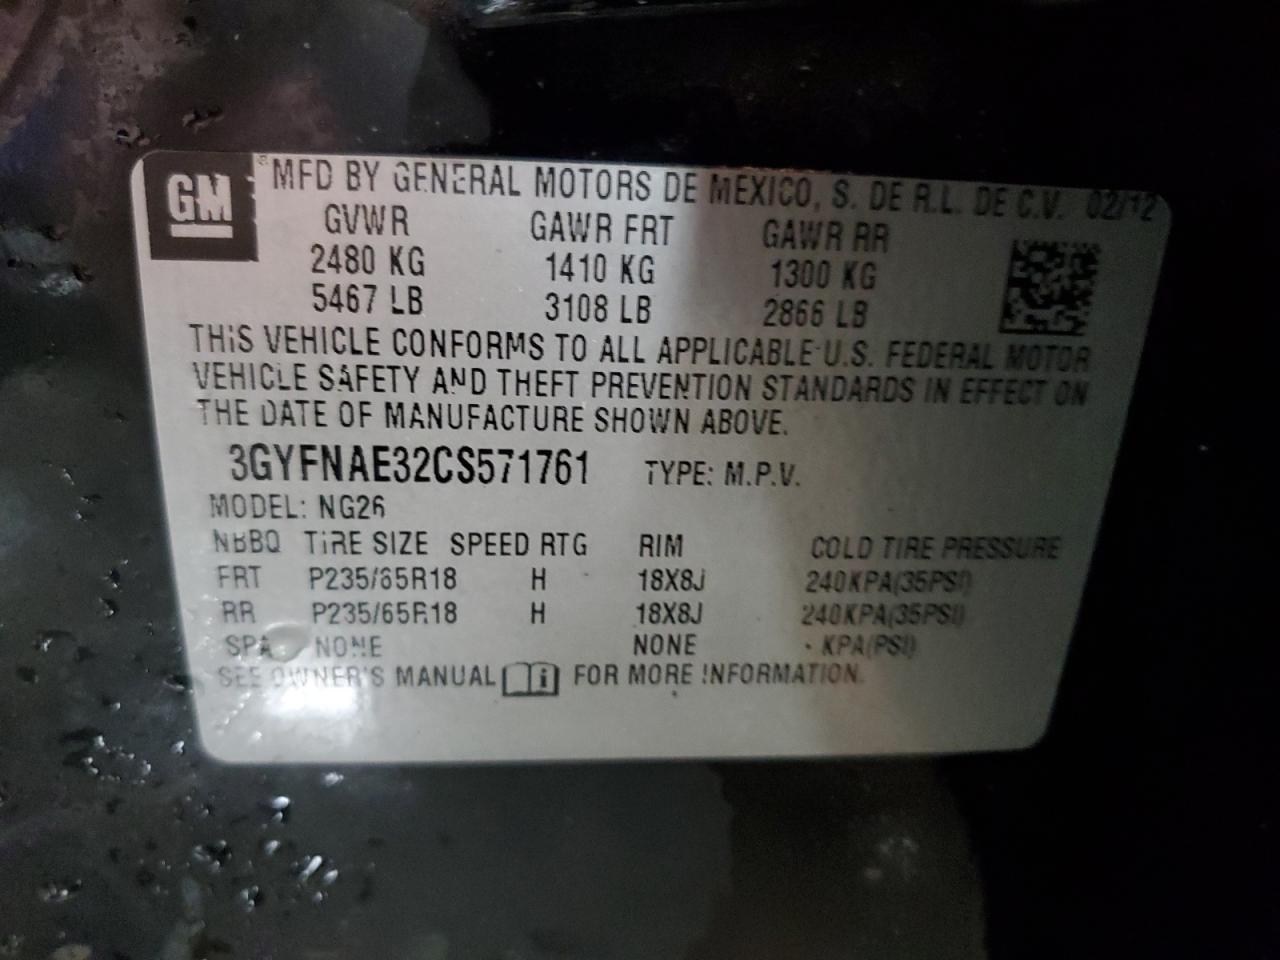 GM
MFD BY GENERAL MOTORS DE MEXICO, S. DE R.L. DE C.V. 02/12
GVWR GAWR FRT GAWR RR
2480 KG 1410 KG 1300 KG
5467 LB 3108 LB 2866 LB
THIS VEHICLE CONFORMS TO ALL APPLICABLE U.S. FEDERAL MOTOR
VEHICLE SAFETY AND THEFT PREVENTION STANDARDS IN EFFECT ON
THE DATE OF MANUFACTURE SHOWN ABOVE.
3GYFNAE32CS571761 TYPE: M.P.V.
MODEL: NG26
NBBQ TIRE SIZE SPEED RTG RIM COLD TIRE PRESSURE
FRT P235/65R18 H 18X8J 240KPA(35PSI)
RR P235/65R18 H 18X8J 240KPA(35PSI)
SPA NONE NONE - KPA(PSI)
SEE OWNER'S MANUAL FOR MORE INFORMATION.